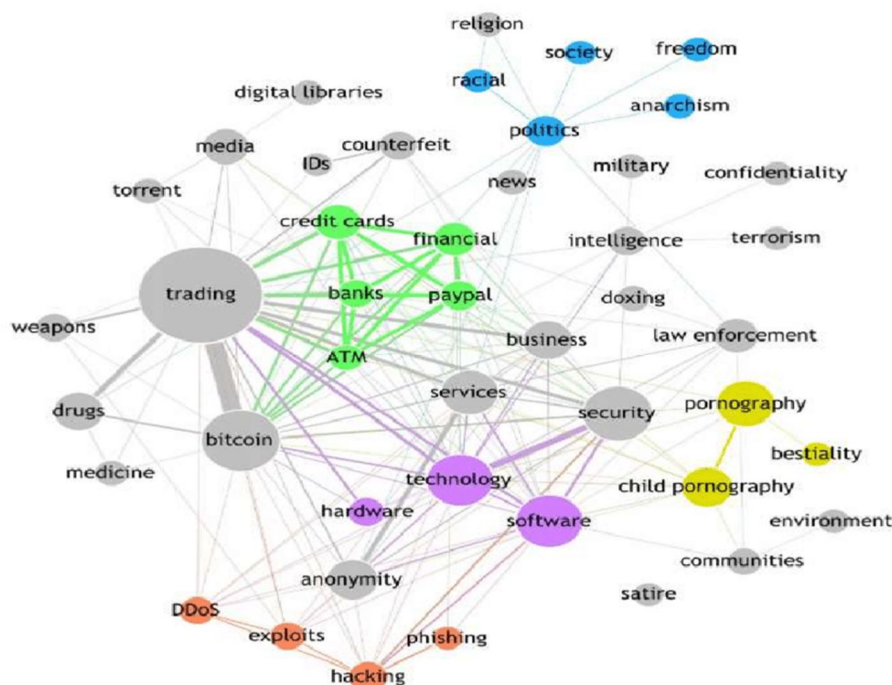 religion
society
freedom
racial
digital libraries
anarchism
politics
media
counterfeit
IDs
military
confidentiality
torrent
news
credit cards
financial
intelligence
terrorism
trading
banks
paypal
doxing
weapons
business
law enforcement
ATM
services
drugs
security
pornography
bitcoin
medicine
technology
bestiality
child pornography
hardware
software
environment
anonymity
communities
satire
DDoS
exploits
phishing
hacking